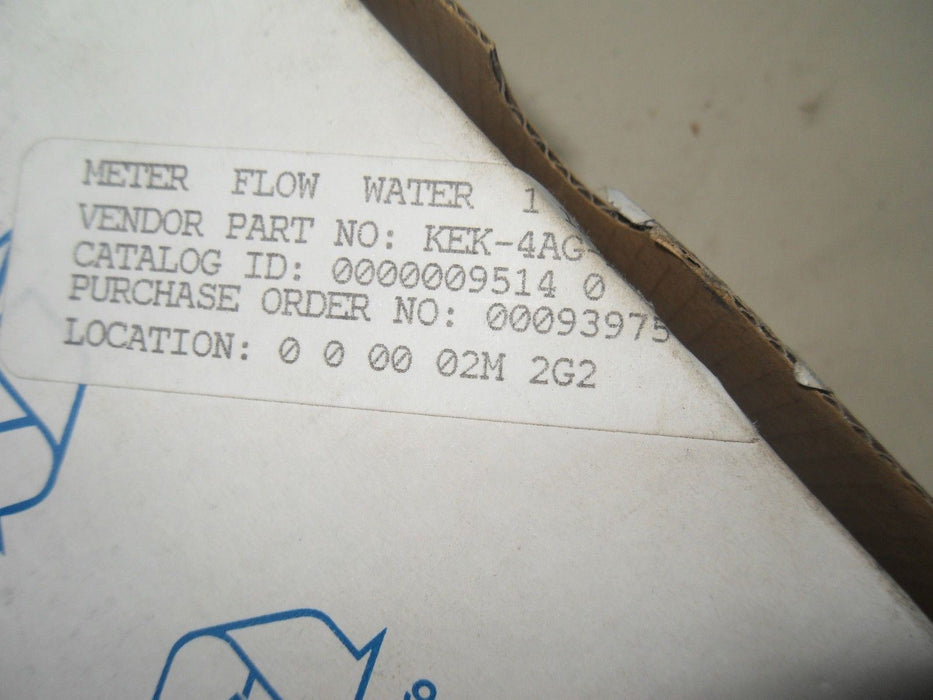 METER FLOW WATER 1
VENDOR PART NO: KEK-4AG
CATALOG ID: 0000009514 0
PURCHASE ORDER NO: 00093975
LOCATION: 0 0 00 02M 2G2